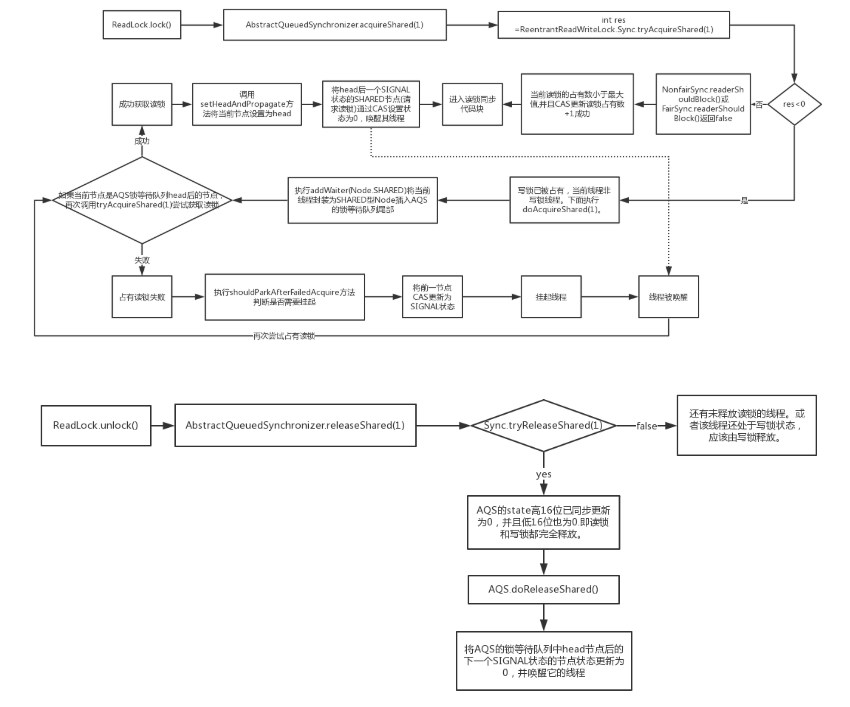 ReadLock.lock()
AbstractQueuedSynchronizer.acquireShared(1)
int res
=ReentrantReadWriteLock.Sync.tryAcquireShared(1)
成功获取读锁
调用
setHeadAndPropagate方
法将当前节点设置为head
将head后一个SIGNAL
状态的SHARED节点(请
求读锁)通过CAS设置状
态为0，唤醒其线程
进入读锁同步
代码块
当前读锁的占有数小于最大
值,并且CAS更新读锁占有数
+1成功
NonfairSync.readerSh
ouldBlock()或
FairSync.readerShould
Block()返回false
否
res<0
成功
是
如果当前节点是AQS锁等待队列head后的节点，
再次调用tryAcquireShared(1)尝试获取读锁
执行addWaiter(Node.SHARED)将当前
线程封装为SHARED型Node插入AQS
的锁等待队列尾部
写锁已被占有，当前线程非
写锁线程。下面执行
doAcquireShared(1)。
失败
占有读锁失败
执行shouldParkAfterFailedAcquire方法
判断是否需要挂起
将前一节点
CAS更新为
SIGNAL状态
挂起线程
线程被唤醒
再次尝试占有读锁
ReadLock.unlock()
AbstractQueuedSynchronizer.releaseShared(1)
Sync.tryReleaseShared(1)
false
还有未释放读锁的线程。或
者该线程还处于写锁状态，
应该由写锁释放。
yes
AQS的state高16位已同步更新
为0，并且低16位也为0.即读锁
和写锁都完全释放。
AQS.doReleaseShared()
将AQS的锁等待队列中head节点后的
下一个SIGNAL状态的节点状态更新为
0，并唤醒它的线程